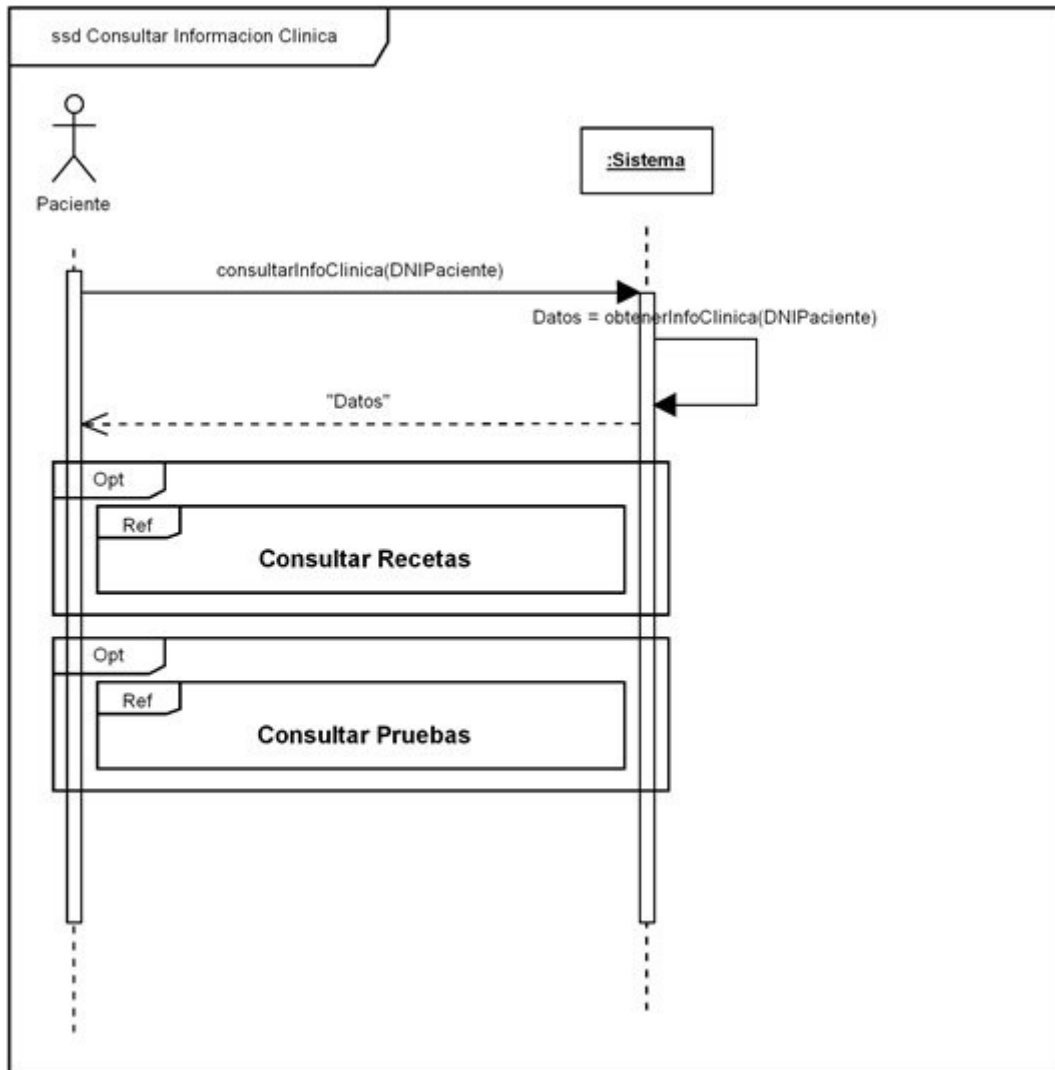 ssd Consultar Informacion Clinica
Paciente
:Sistema
consultarInfoClinica(DNIPaciente)
Datos = obtenerInfoClinica(DNIPaciente)
"Datos"
Opt
Ref
Consultar Recetas
Opt
Ref
Consultar Pruebas